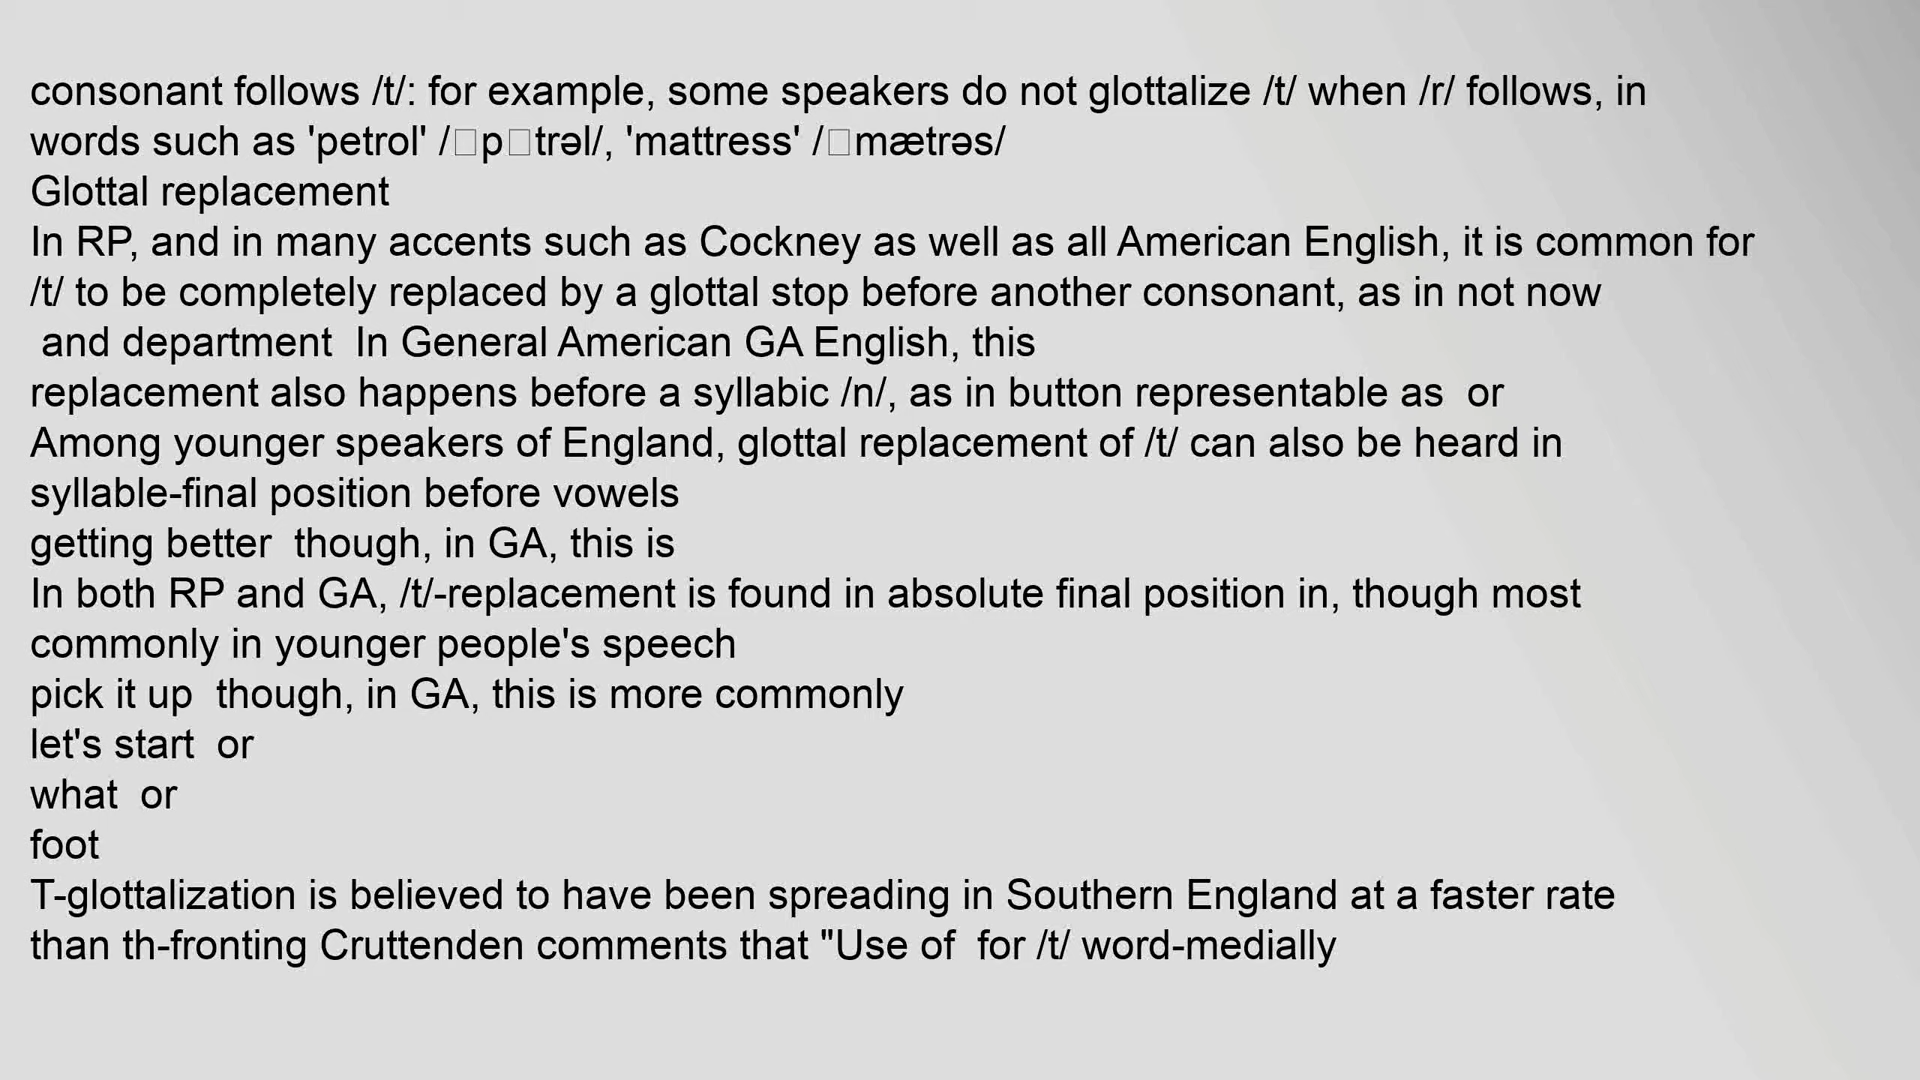 consonant follows /t/: for example, some speakers do not glottalize /t/ when /r/ follows, in
words such as 'petrol' /□p□trəl/, 'mattress' /□mætrəs/
Glottal replacement
In RP, and in many accents such as Cockney as well as all American English, it is common for
/t/ to be completely replaced by a glottal stop before another consonant, as in not now
and department  In General American GA English, this
replacement also happens before a syllabic /n/, as in button representable as  or
Among younger speakers of England, glottal replacement of /t/ can also be heard in
syllable-final position before vowels
getting better  though, in GA, this is
In both RP and GA, /t/-replacement is found in absolute final position in, though most
commonly in younger people's speech
pick it up  though, in GA, this is more commonly
let's start  or
what  or
foot
T-glottalization is believed to have been spreading in Southern England at a faster rate
than th-fronting Cruttenden comments that "Use of  for /t/ word-medially